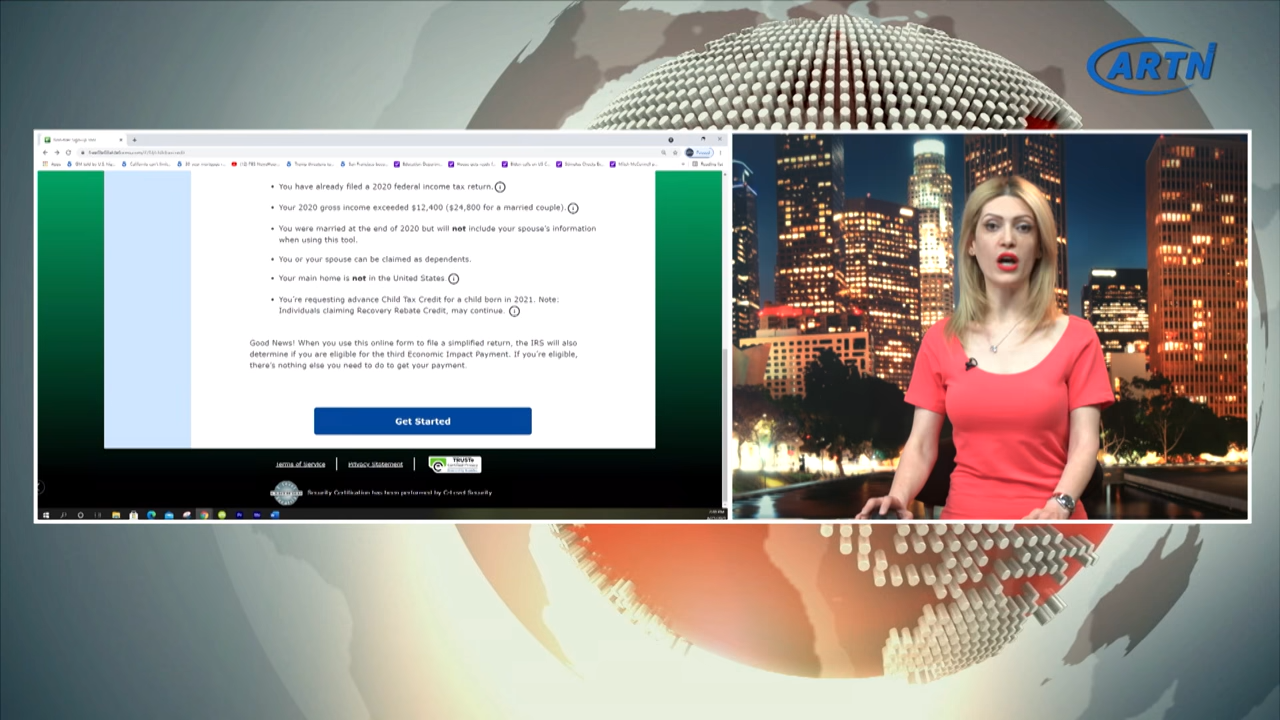 ARTN
You have already filed a 2020 federal income tax return.
Your 2020 gross income exceeded $12,400 ($24,800 for a married couple).
You were married at the end of 2020 but will not include your spouse's information
when using this tool.
You or your spouse can be claimed as dependents.
Your main home is not in the United States.
You're requesting advance Child Tax Credit for a child born in 2021. Note:
Individuals claiming Recovery Rebate Credit, may continue.
Good News! When you use this online form to file a simplified return, the IRS will also
determine if you are eligible for the third Economic Impact Payment. If you're eligible,
there's nothing else you need to do to get your payment.
Get Started
Terms of Service Privacy Statement TRUSTe
Security Certification has been performed by Security